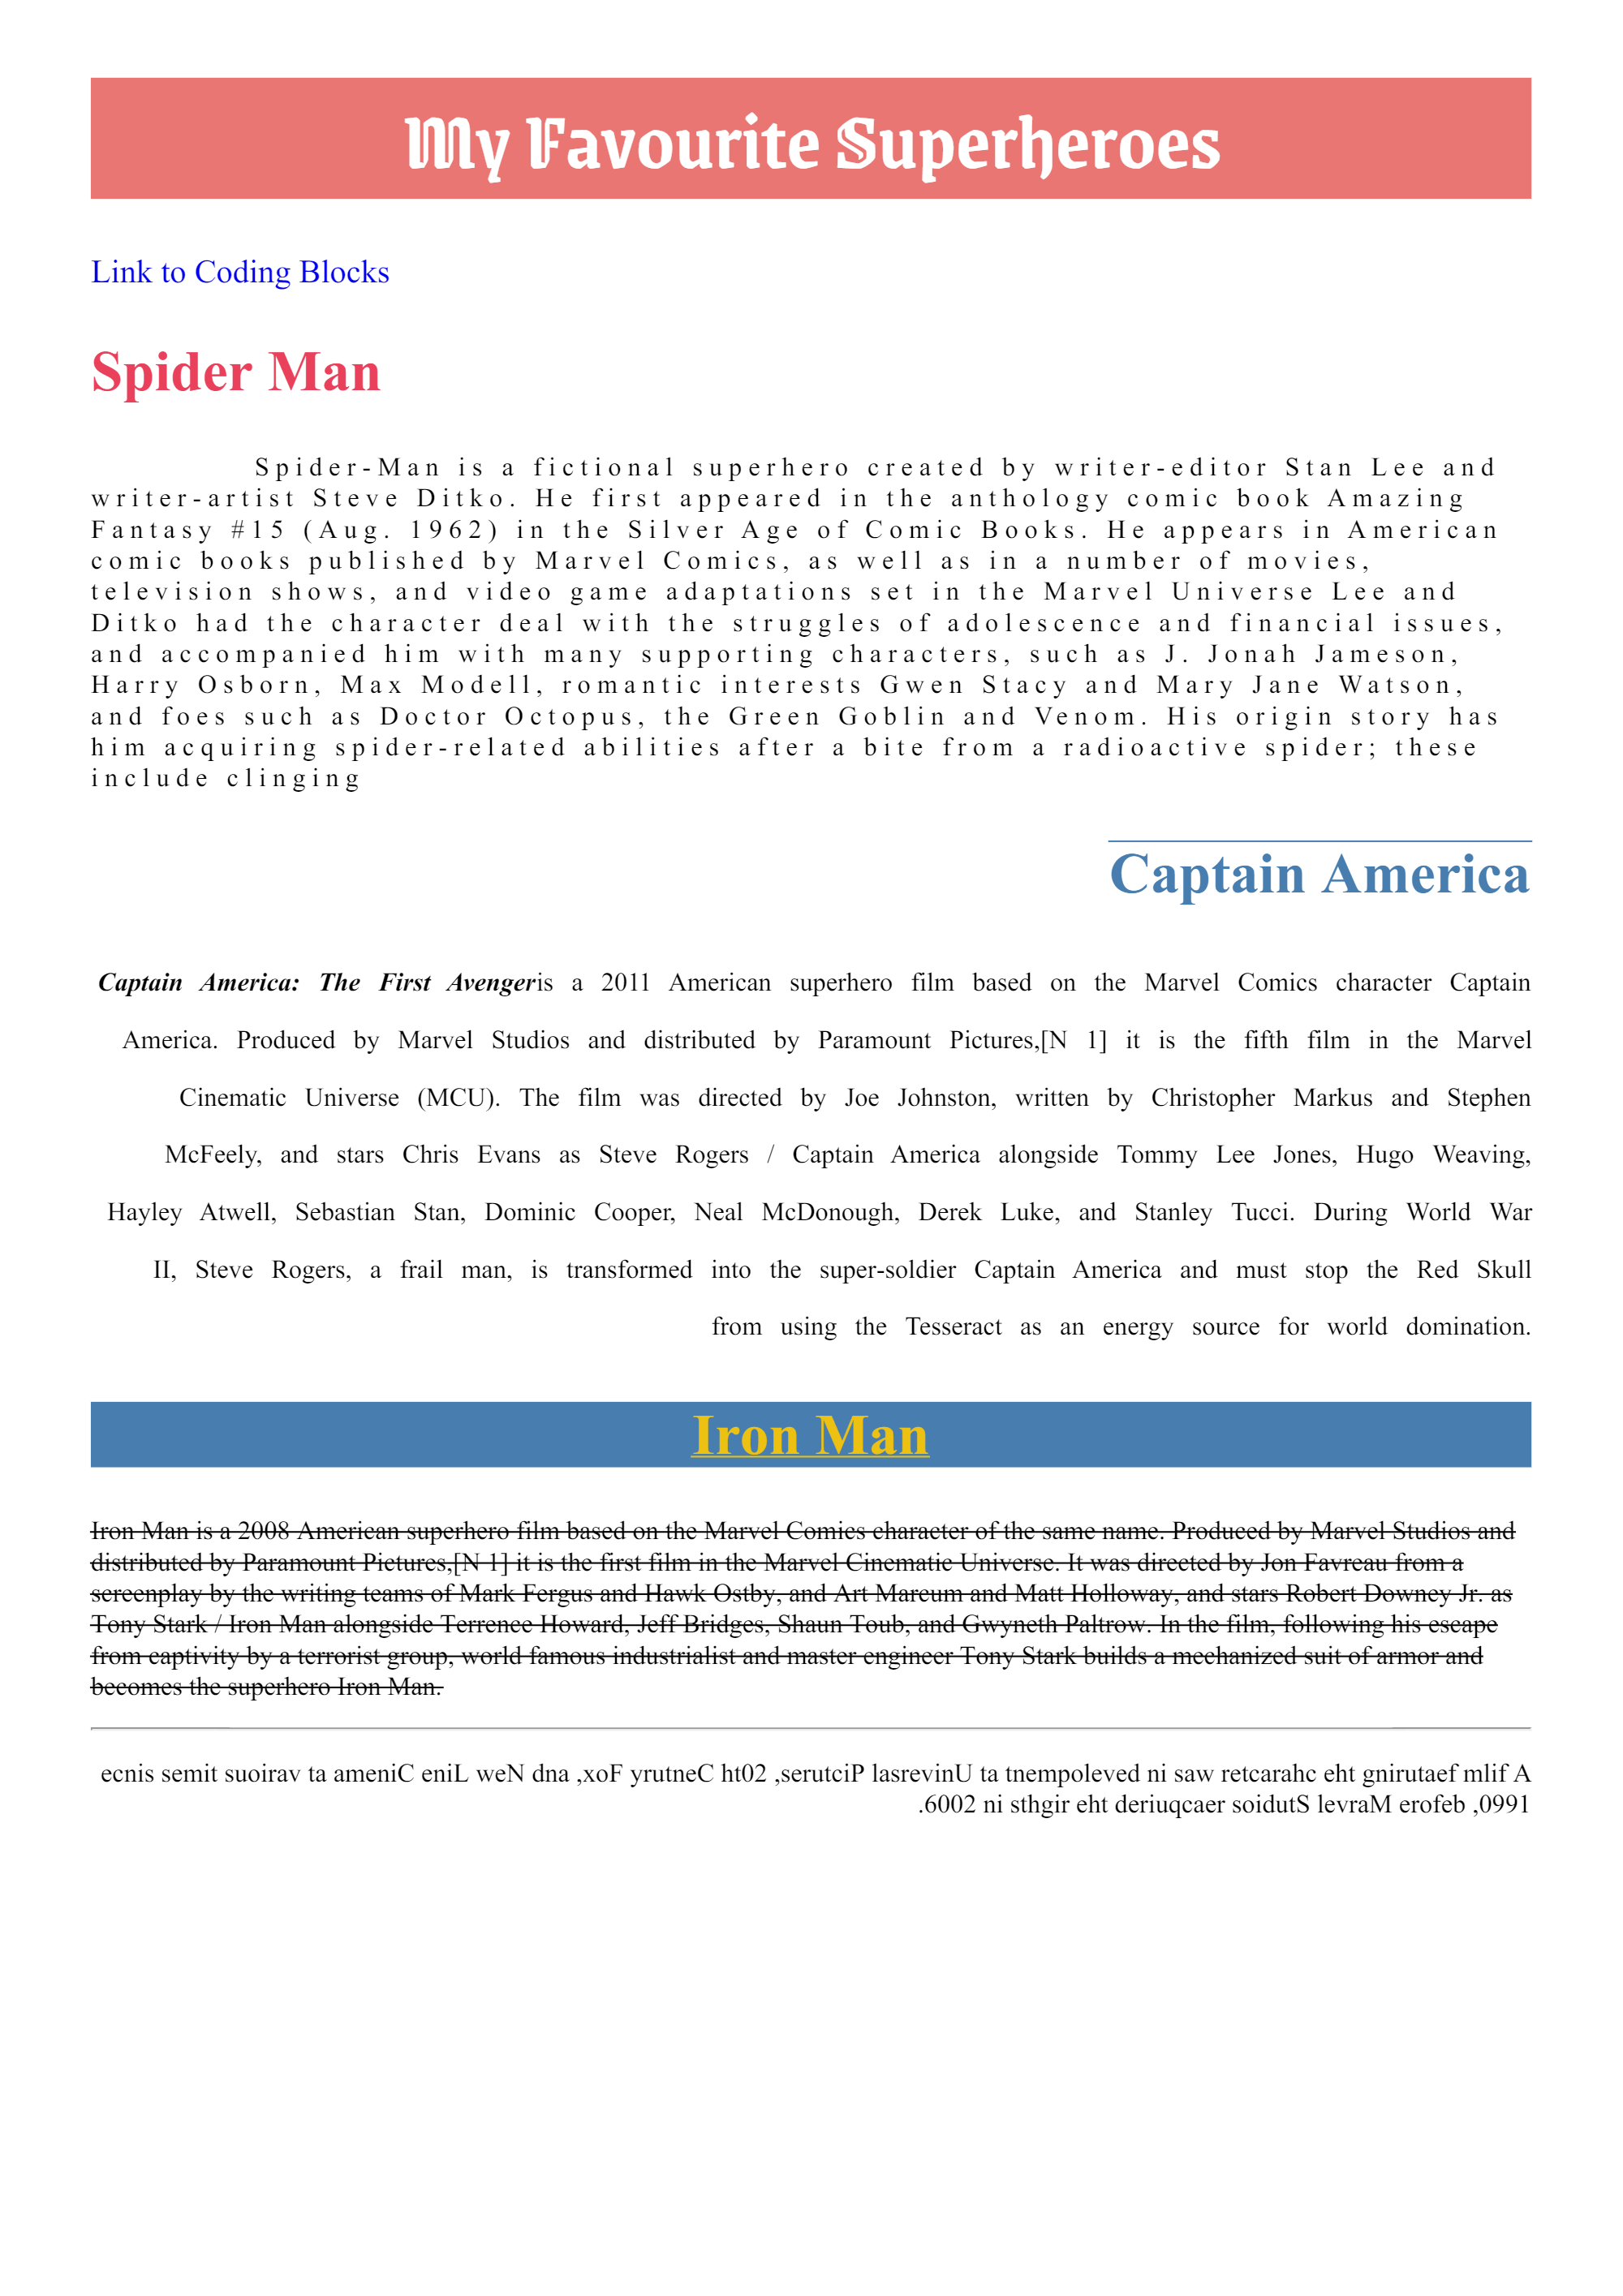 My Favourite Superheroes
Link to Coding Blocks
Spider Man
Spider-Man is a fictional superhero created by writer-editor Stan Lee and
writer-artist Steve Ditko. He first appeared in the anthology comic book Amazing
Fantasy #15 (Aug. 1962) in the Silver Age of Comic Books. He appears in American
comic books published by Marvel Comics, as well as in a number of movies,
television shows, and video game adaptations set in the Marvel Universe Lee and
Ditko had the character deal with the struggles of adolescence and financial issues,
and accompanied him with many supporting characters, such as J. Jonah Jameson,
Harry Osborn, Max Modell, romantic interests Gwen Stacy and Mary Jane Watson,
and foes such as Doctor Octopus, the Green Goblin and Venom. His origin story has
him acquiring spider-related abilities after a bite from a radioactive spider; these
include clinging
Captain America
Captain America: The First Avengeris a 2011 American superhero film based on the Marvel Comics character Captain
America. Produced by Marvel Studios and distributed by Paramount Pictures,[N 1] it is the fifth film in the Marvel
Cinematic Universe (MCU). The film was directed by Joe Johnston, written by Christopher Markus and Stephen
McFeely, and stars Chris Evans as Steve Rogers / Captain America alongside Tommy Lee Jones, Hugo Weaving,
Hayley Atwell, Sebastian Stan, Dominic Cooper, Neal McDonough, Derek Luke, and Stanley Tucci. During World War
II, Steve Rogers, a frail man, is transformed into the super-soldier Captain America and must stop the Red Skull
from using the Tesseract as an energy source for world domination.
Iron Man
Iron Man is a 2008 American superhero film based on the Marvel Comics character of the same name. Produced by Marvel Studios and
distributed by Paramount Pictures,[N 1] it is the first film in the Marvel Cinematic Universe. It was directed by Jon Favreau from a
screenplay by the writing teams of Mark Fergus and Hawk Ostby, and Art Marcum and Matt Holloway, and stars Robert Downey Jr. as
Tony Stark / Iron Man alongside Terrence Howard, Jeff Bridges, Shaun Toub, and Gwyneth Paltrow. In the film, following his escape
from captivity by a terrorist group, world famous industrialist and master engineer Tony Stark builds a mechanized suit of armor and
becomes the superhero Iron Man.
ecnis semit suoirav ta ameniC eniL weN dna ,xoF yrutneC ht02 ,serutciP lasrevinU ta tnempoleved ni saw retcarahc eht gnirutaef mlif A
.6002 ni sthgir eht deriuqcaer soidutS levraM erofeb ,0991